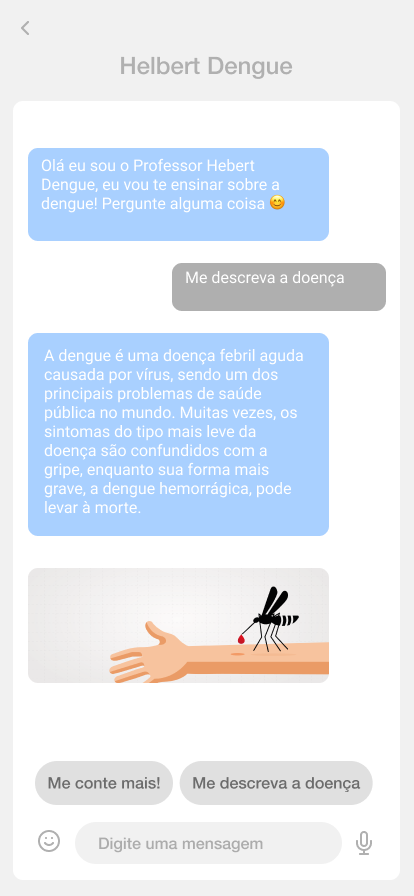 Helbert Dengue
Olá eu sou o Professor Hebert
Dengue, eu vou te ensinar sobre a
dengue! Pergunte alguma coisa 😊
Me descreva a doença
A dengue é uma doença febril aguda
causada por vírus, sendo um dos
principais problemas de saúde
pública no mundo. Muitas vezes, os
sintomas do tipo mais leve da
doença são confundidos com a
gripe, enquanto sua forma mais
grave, a dengue hemorrágica, pode
levar à morte.
Me conte mais!
Me descreva a doença
Digite uma mensagem